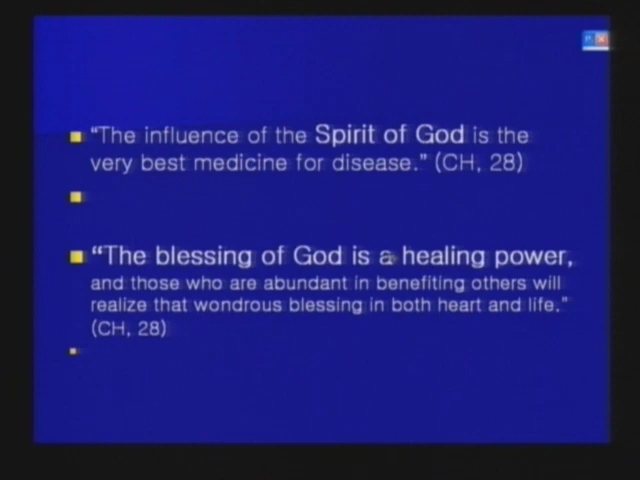 “The influence of the Spirit of God is the
very best medicine for disease.” (CH, 28)
“The blessing of God is a healing power,
and those who are abundant in benefiting others will
realize that wondrous blessing in both heart and life.”
(CH, 28)